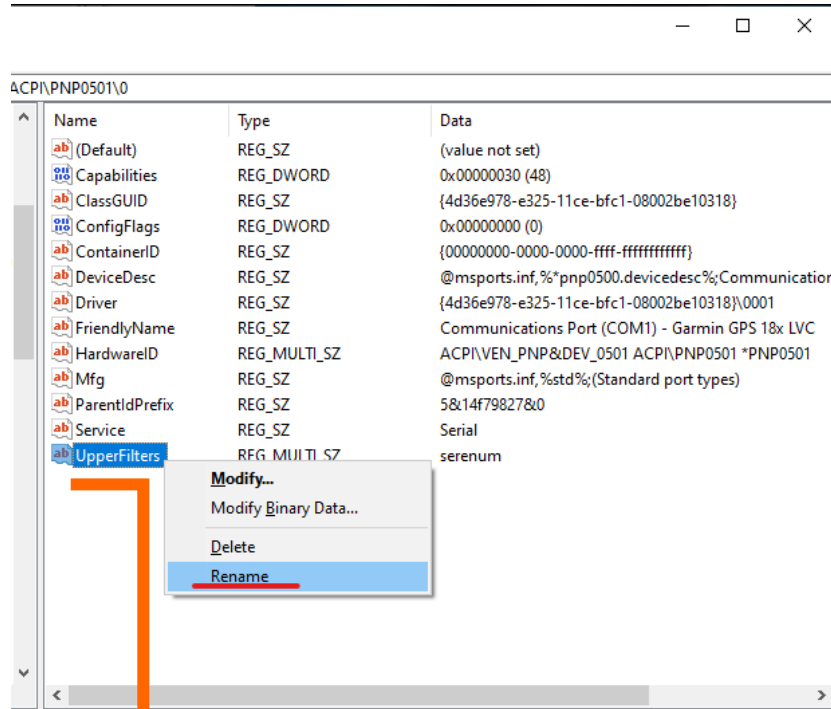 ACPI\PNP0501\0
Name Type Data
(Default) REG_SZ (value not set)
Capabilities REG_DWORD 0x00000030 (48)
ClassGUID REG_SZ {4d36e978-e325-11ce-bfc1-08002be10318}
ConfigFlags REG_DWORD 0x00000000 (0)
ContainerID REG_SZ {00000000-0000-0000-ffff-ffffffffffff}
DeviceDesc REG_SZ @msports.inf,%*pnp0500.devicedesc%;Communication
Driver REG_SZ {4d36e978-e325-11ce-bfc1-08002be10318}\0001
FriendlyName REG_SZ Communications Port (COM1) - Garmin GPS 18x LVC
HardwareID REG_MULTI_SZ ACPI\VEN_PNP&DEV_0501 ACPI\PNP0501 *PNP0501
Mfg REG_SZ @msports.inf,%std%;(Standard port types)
ParentIdPrefix REG_SZ 5&14f79827&0
Service REG_SZ Serial
UpperFilters REG_MULTI_SZ serenum
Modify...
Modify Binary Data...
Delete
Rename